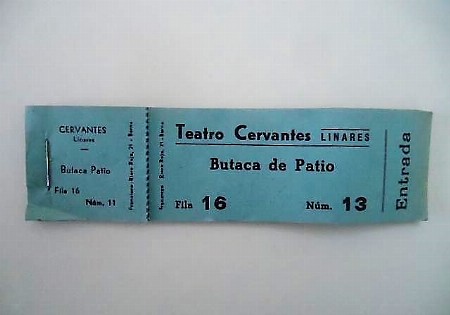 CERVANTES
Linares
Butaca Patio
Fila 16
Núm. 11
Teatro Cervantes LINARES
Butaca de Patio
Fila 16 Núm. 13
Entrada